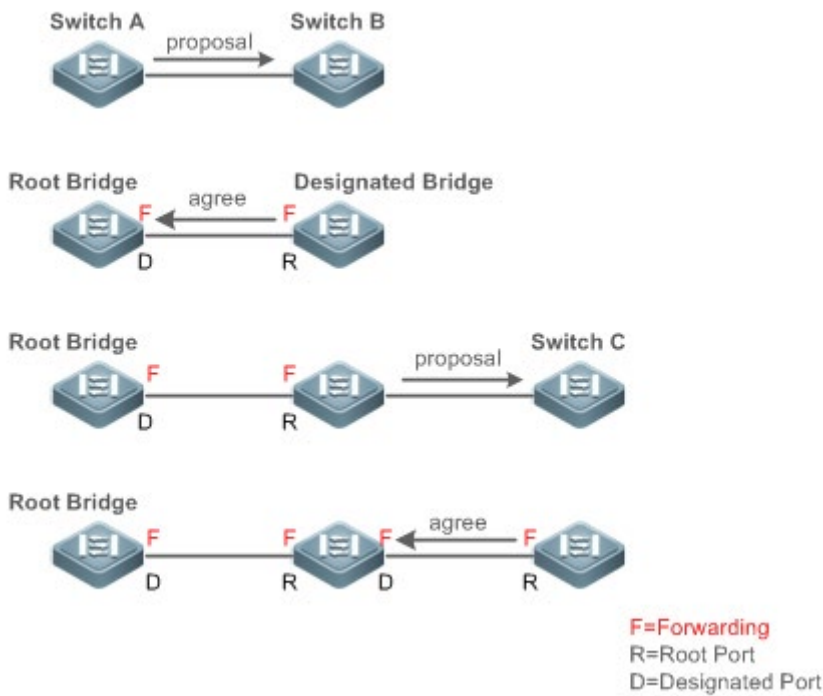 Switch A
Switch B
proposal
Root Bridge
Designated Bridge
F
agree
F
D
R
Root Bridge
Switch C
F
F
proposal
D
R
Root Bridge
F
F
F
agree
F
D
R
D
R
F=Forwarding
R=Root Port
D=Designated Port